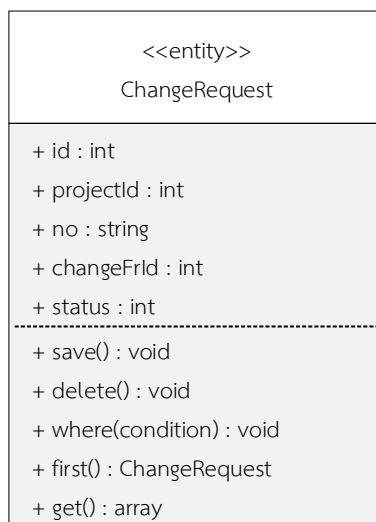 <<entity>>
ChangeRequest
+ id : int
+ projectId : int
+ no : string
+ changeFrId : int
+ status : int
+ save() : void
+ delete() : void
+ where(condition) : void
+ first() : ChangeRequest
+ get() : array